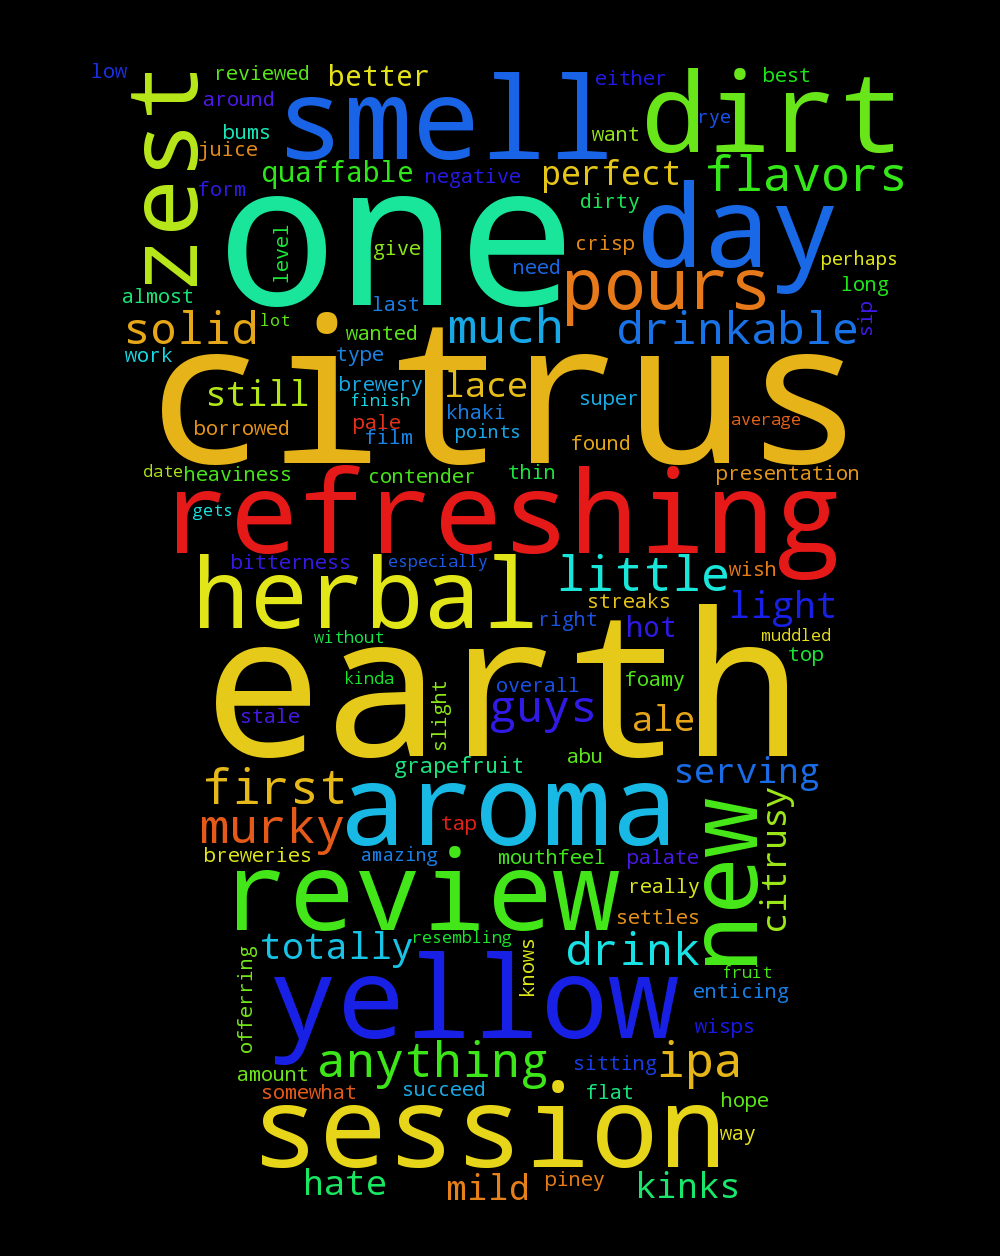 low
reviewed
better
smell
either
dirt
best
zest
around
bums
juice
want
rye
form
quaffable
negative
perfect
flavors
one
dirty
day
level
give
crisp
need
pours
perhaps
almost
last
long
solid
lot
wanted
much
drinkable
sip
work
type
citrus
still
brewery
finish
lace
khaki
super
borrowed
pale
film
points
found
average
date
heaviness
contender
thin
presentation
gets
refreshing
bitterness
especially
herbal
little
wish
streaks
light
without
right
hot
muddled
top
earth
kinda
overall
foamy
stale
slight
guys
ale
grapefruit
abu
serving
first
aroma
murky
tap
new
citrusy
breweries
amazing
mouthfeel
palate
review
really
settles
totally
resembling
drink
knows
fruit
offerring
yellow
enticing
wisps
anything
sitting
ipa
amount
somewhat
succeed
flat
hope
session
way
hate
mild
piney
kinks